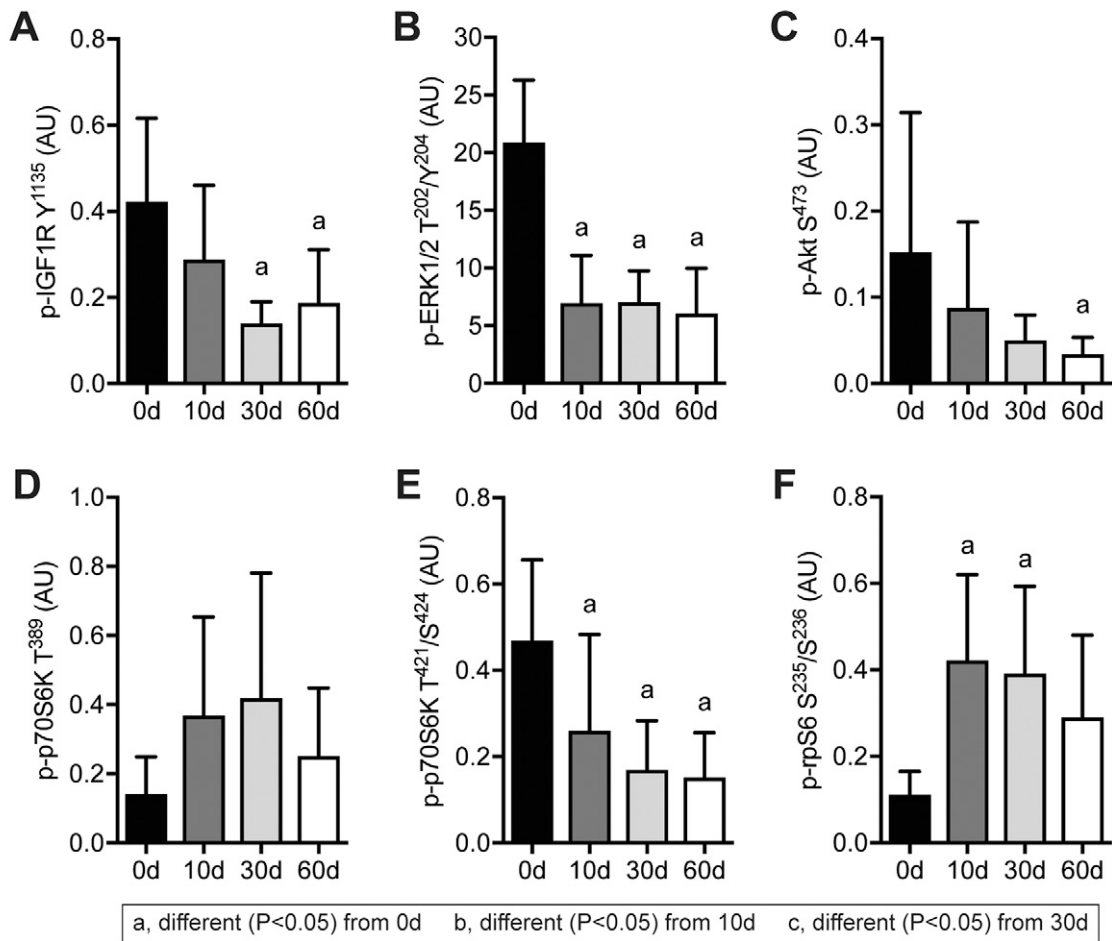 A
p-IGF1R Y1135 (AU)
0.8
0.6
0.4
0.2
0.0
a
a
0d 10d 30d 60d
B
p-ERK1/2 T202/Y204 (AU)
30
25
20
15
10
5
0
a a a
0d 10d 30d 60d
C
p-Akt S473 (AU)
0.4
0.3
0.2
0.1
0.0
a
0d 10d 30d 60d
D
p-p70S6K T389 (AU)
1.0
0.8
0.6
0.4
0.2
0.0
0d 10d 30d 60d
E
p-p70S6K T421/S424 (AU)
0.8
0.6
0.4
0.2
0.0
a
a a
0d 10d 30d 60d
F
p-rpS6 S235/S236 (AU)
0.8
0.6
0.4
0.2
0.0
a a
0d 10d 30d 60d
a, different (P<0.05) from 0d b, different (P<0.05) from 10d c, different (P<0.05) from 30d